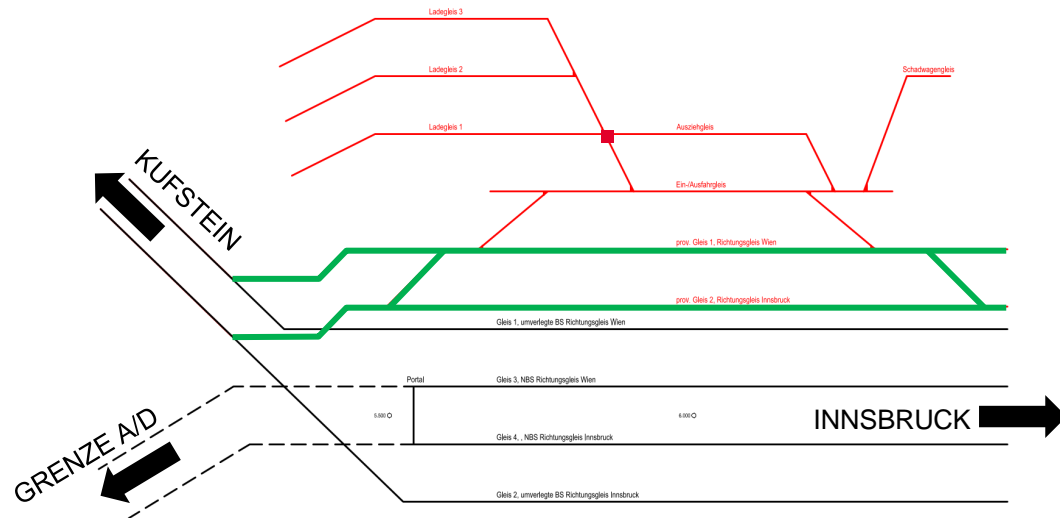 Ladegleis 3
Ladegleis 2
Schadwagengleis
Ladegleis 1
Ausziehgleis
KUFSTEIN
Ein-/Ausfahrgleis
prov. Gleis 1, Richtungsgleis Wien
prov. Gleis 2, Richtungsgleis Innsbruck
Gleis 1, umverlegte BS Richtungsgleis Wien
Portal
Gleis 3, NBS Richtungsgleis Wien
5.500
6.000
INNSBRUCK
GRENZE A/D
Gleis 4, , NBS Richtungsgleis Innsbruck
Gleis 2, umverlegte BS Richtungsgleis Innsbruck